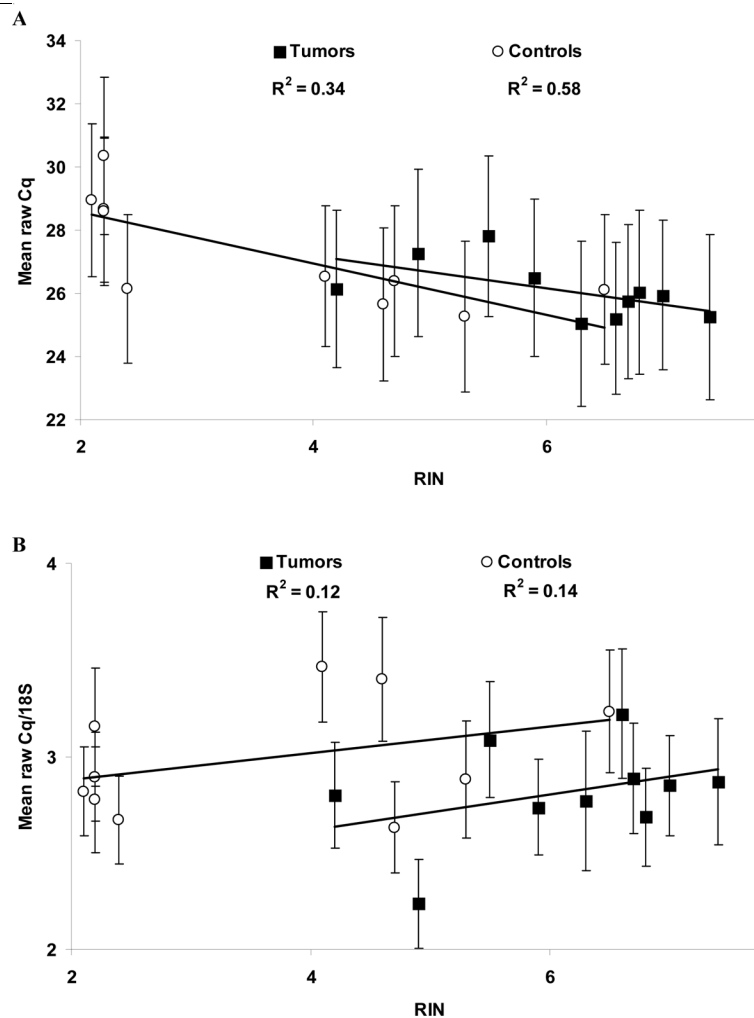 A
34
32
30
28
26
24
22
Mean raw Cq
Tumors
Controls
R² = 0.34
R² = 0.58
2
4
6
RIN
B
4
3
2
Mean raw Cq/18S
Tumors
Controls
R² = 0.12
R² = 0.14
2
4
6
RIN